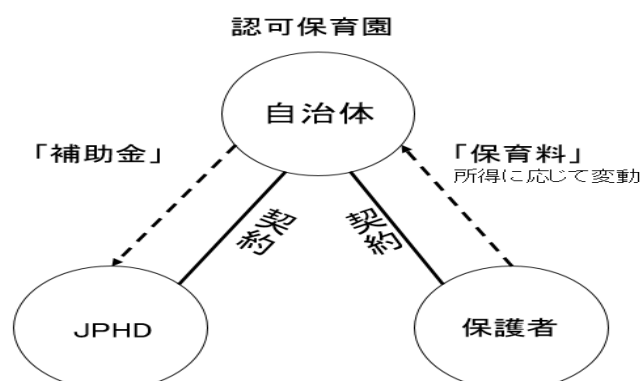 認可保育園
自治体
「補助金」
「保育料」
所得に応じて変動
契約
契約
JPHD
保護者